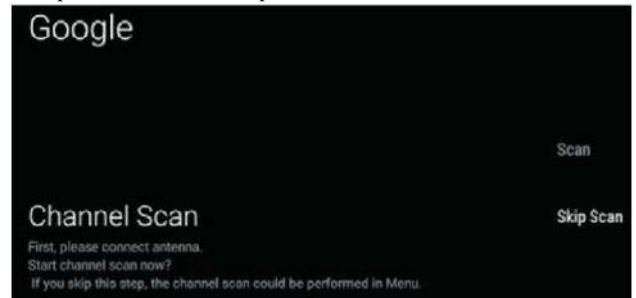 Google
Scan
Channel Scan
Skip Scan
First, please connect antenna.
Start channel scan now?
If you skip this step, the channel scan could be performed in Menu.